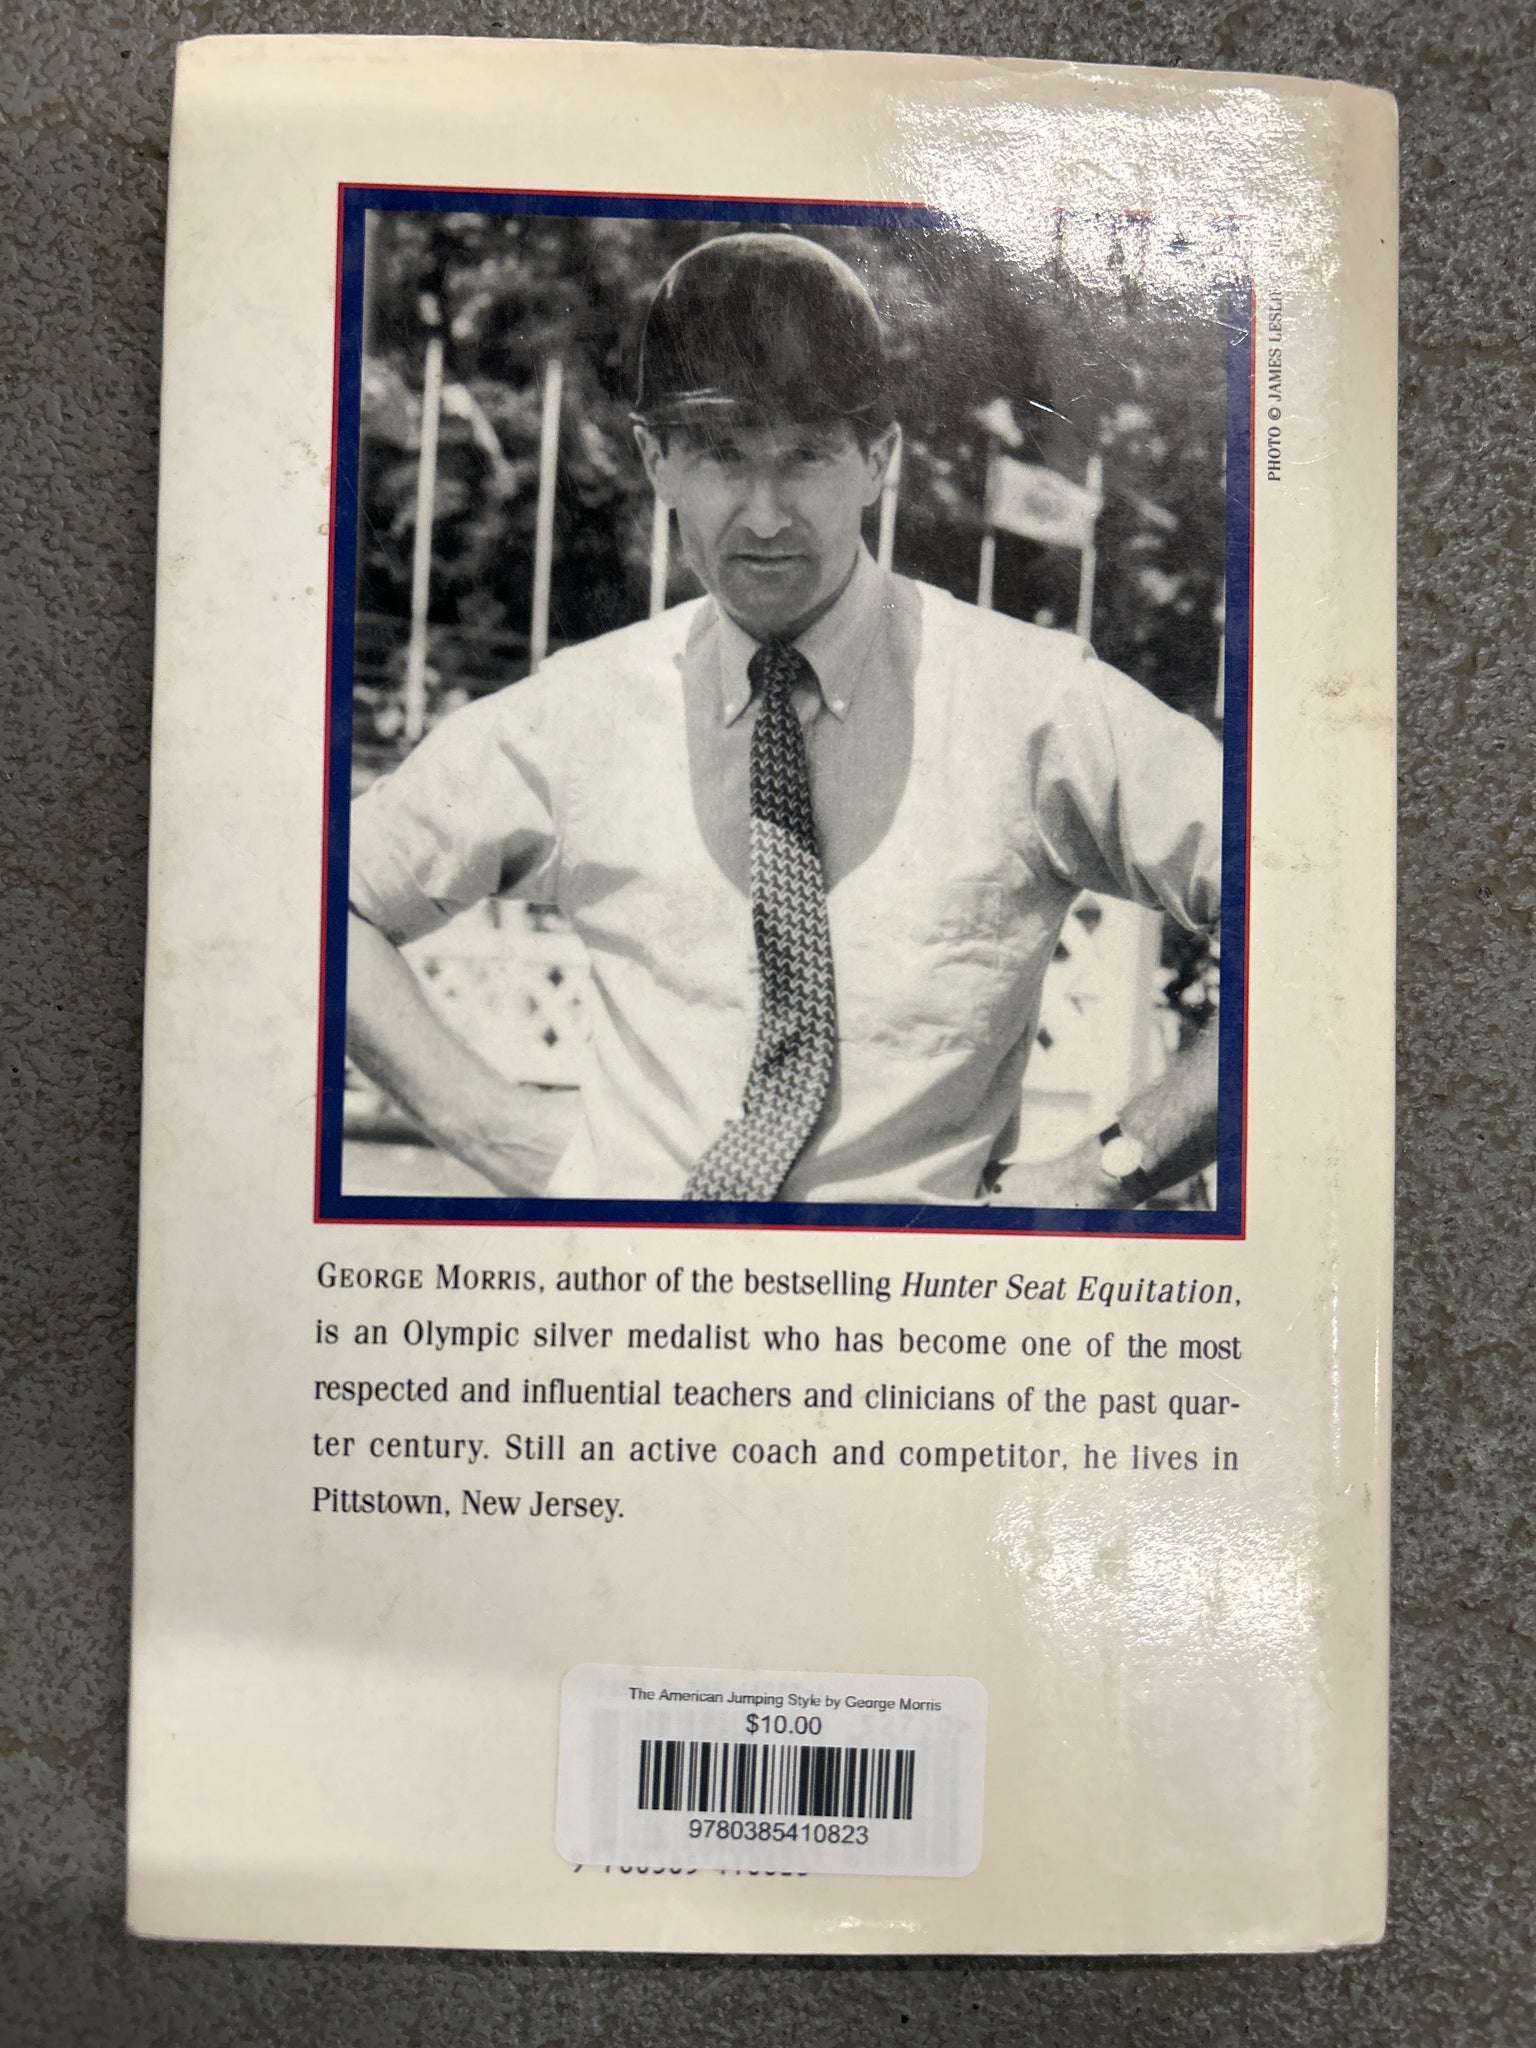 PHOTO © JAMES
GEORGE MORRIS, author of the bestselling Hunter Seat Equitation,
is an Olympic silver medalist who has become one of the most
respected and influential teachers and clinicians of the past quar-
ter century. Still an active coach and competitor, he lives in
Pittstown, New Jersey.
The American Jumping Style by George Morris
$10.00
9780385410823